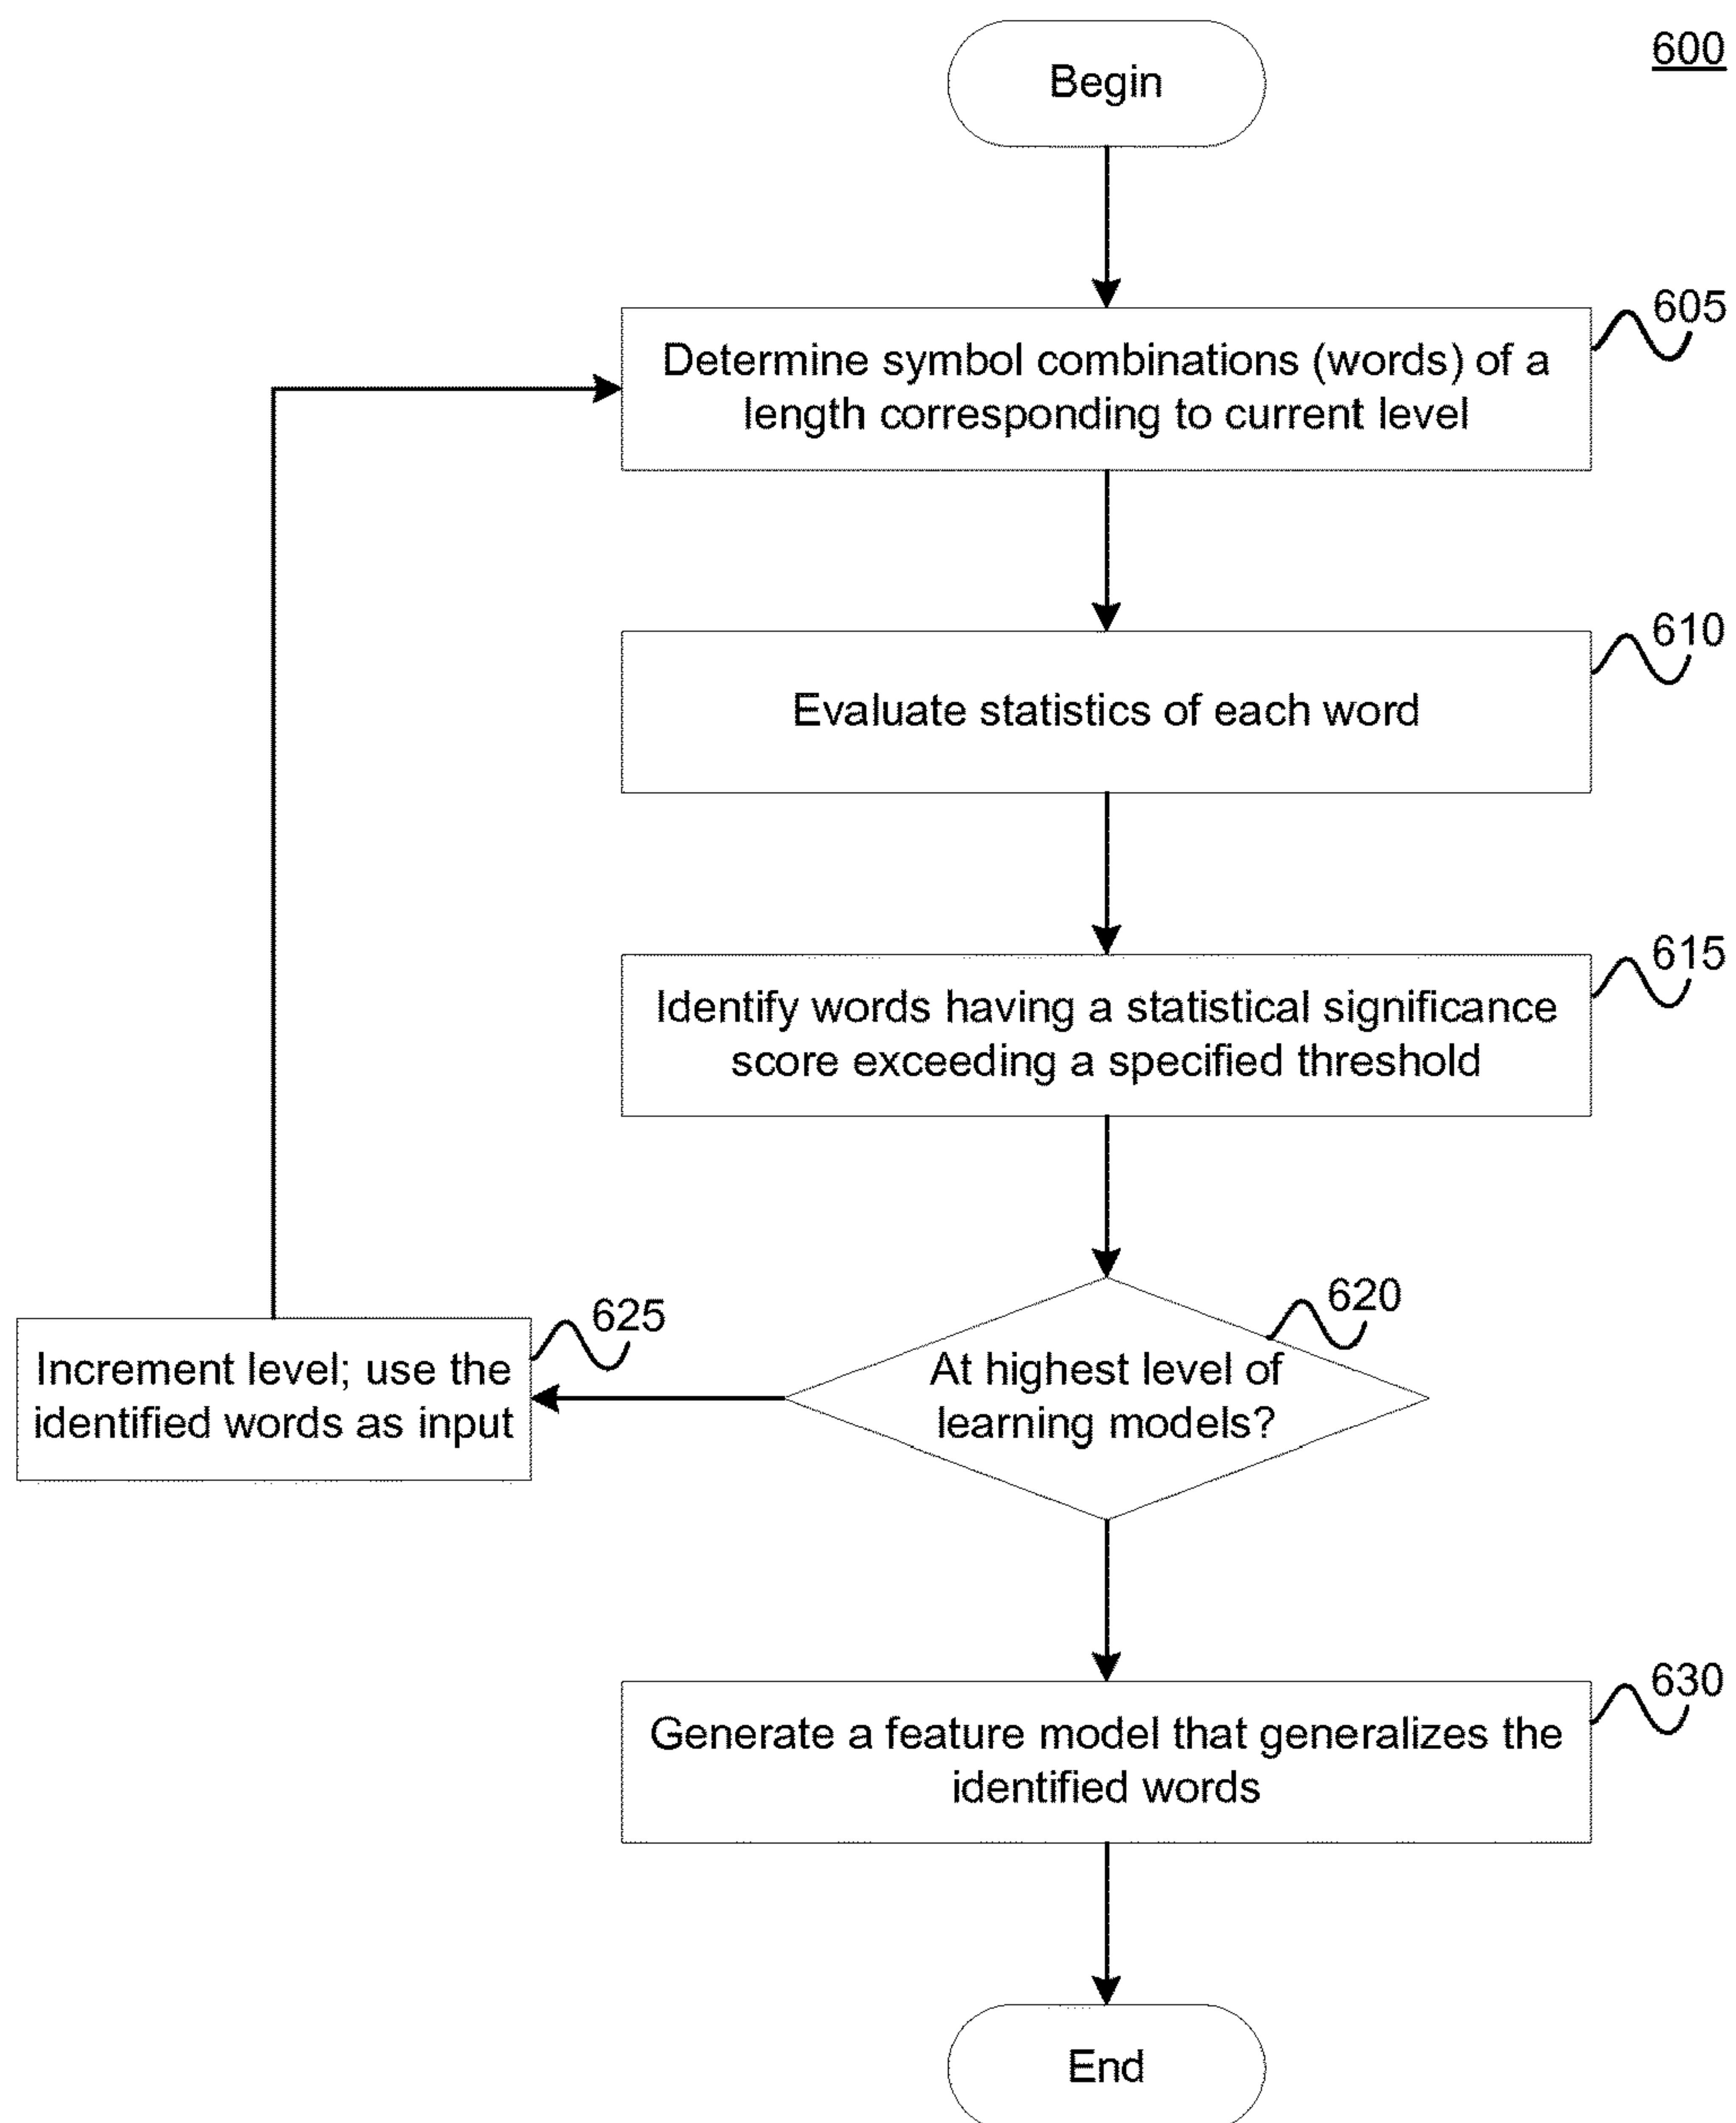 600
Begin
605
Determine symbol combinations (words) of a
length corresponding to current level
610
Evaluate statistics of each word
615
Identify words having a statistical significance
score exceeding a specified threshold
620
At highest level of
learning models?
625
Increment level; use the
identified words as input
630
Generate a feature model that generalizes the
identified words
End